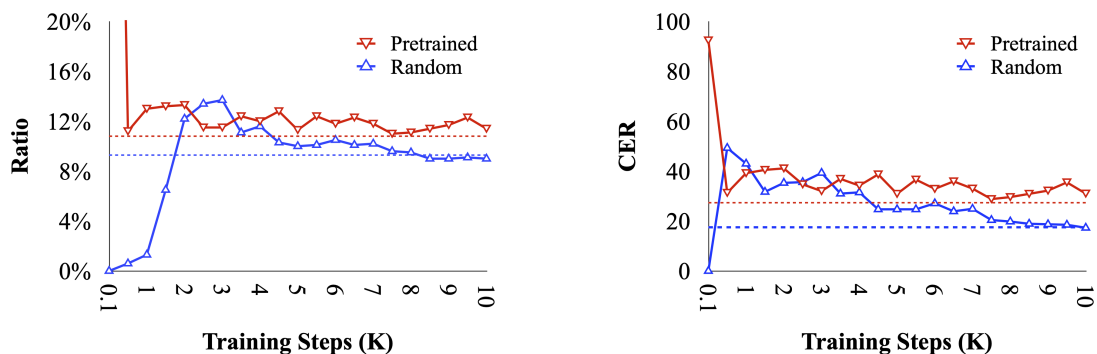 20%
16%
12%
8%
4%
0%
Ratio
Pretrained
Random
0.1 1 2 3 4 5 6 7 8 9 10
Training Steps (K)
100
80
60
40
20
0
CER
Pretrained
Random
0.1 1 2 3 4 5 6 7 8 9 10
Training Steps (K)